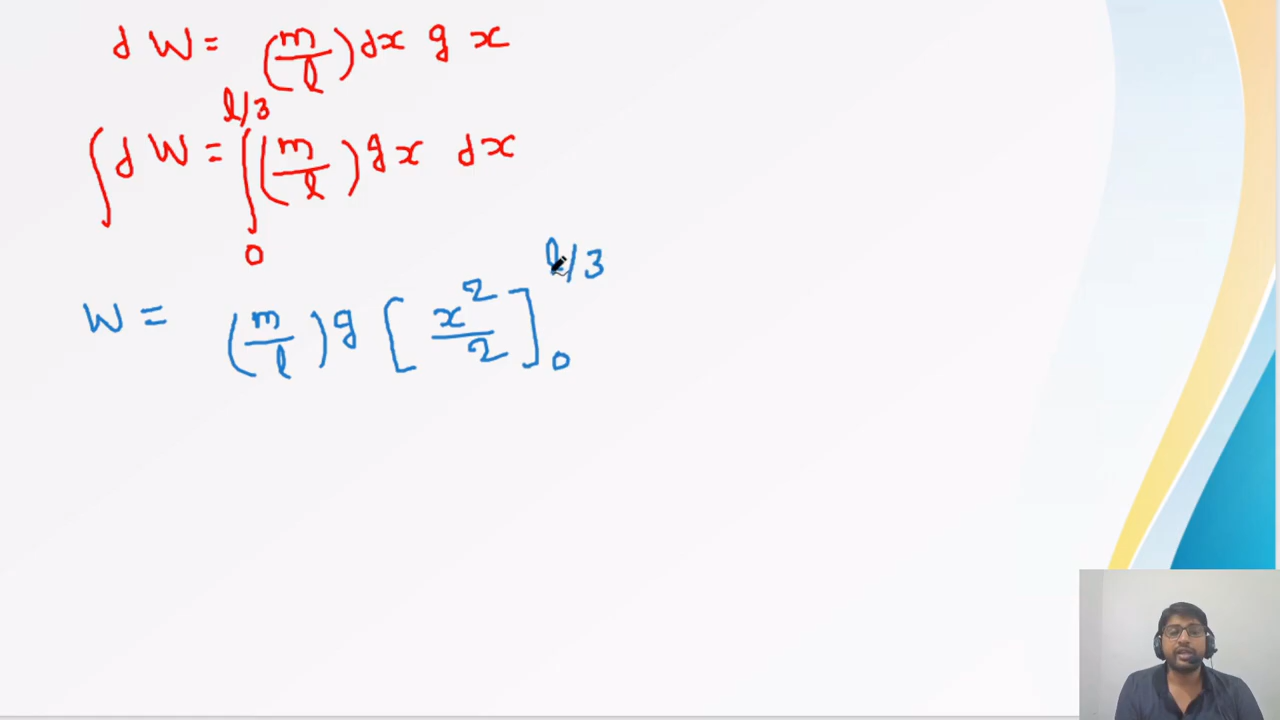 dW = (m/l) dx g x
∫dW = ∫₀^{l/3} (m/l) g x dx
W = (m/l) g [x²/2]₀^{l/3}